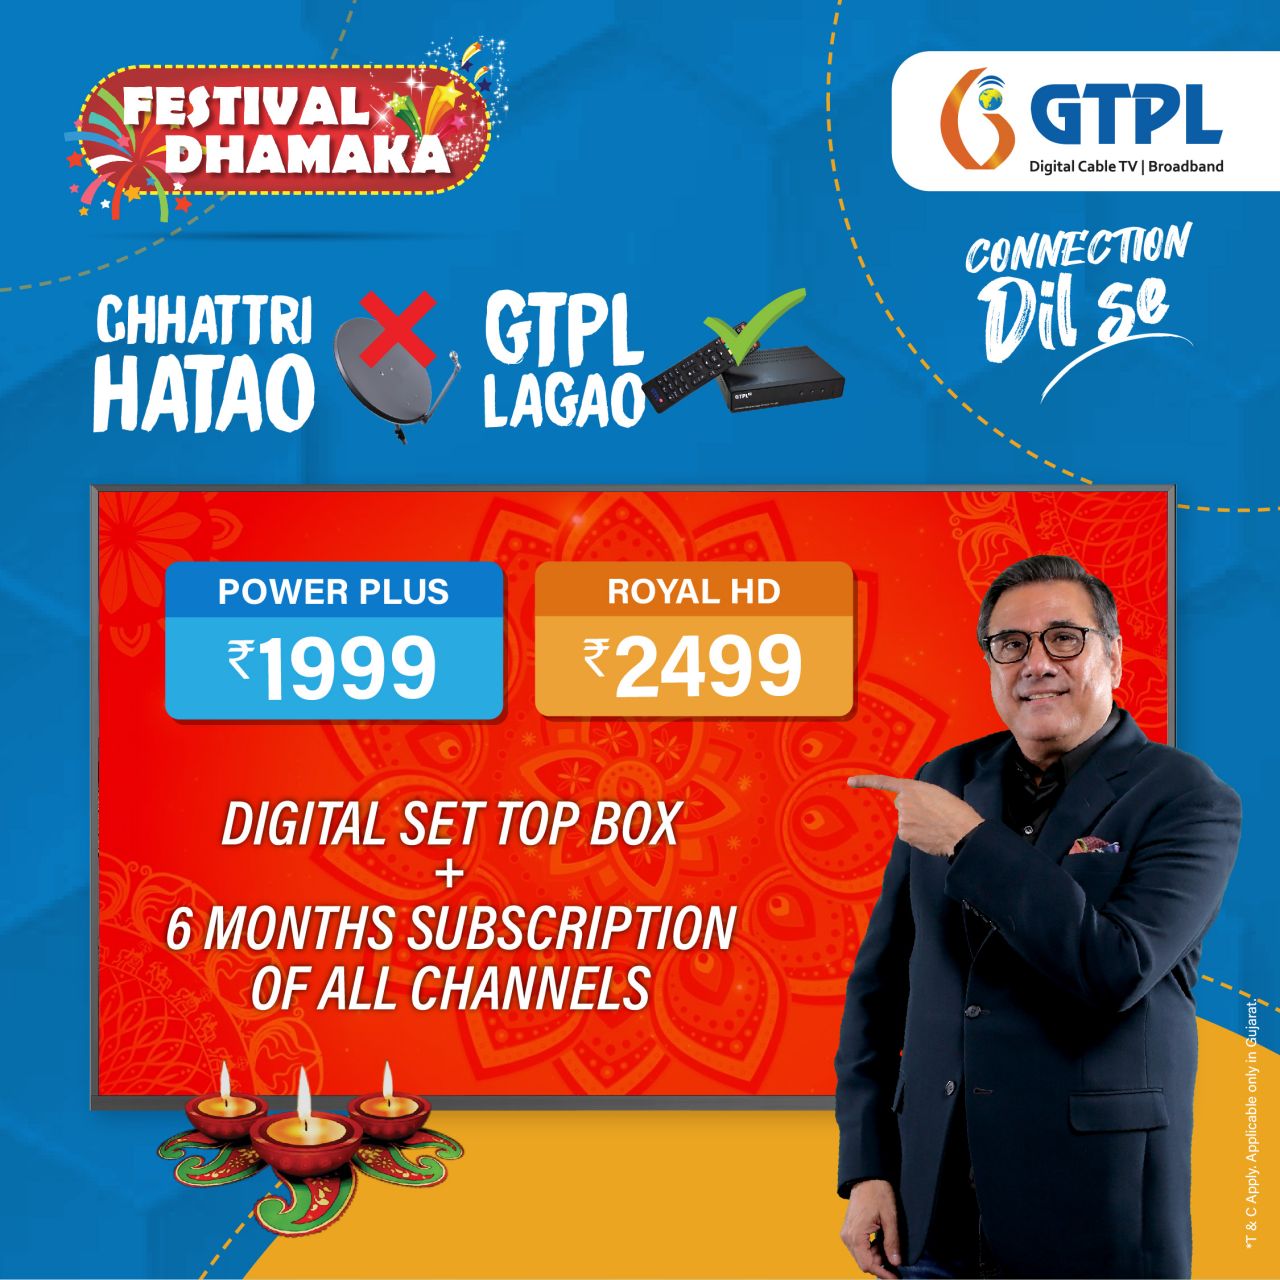 FESTIVAL
DHAMAKA
GTPL
Digital Cable TV | Broadband
CONNECTION
Dil se
CHHATTRI
HATAO
GTPL
LAGAO
GTPL
POWER PLUS
₹1999
ROYAL HD
₹2499
DIGITAL SET TOP BOX
+
6 MONTHS SUBSCRIPTION
OF ALL CHANNELS
*T & C Apply. Applicable only in Gujarat.